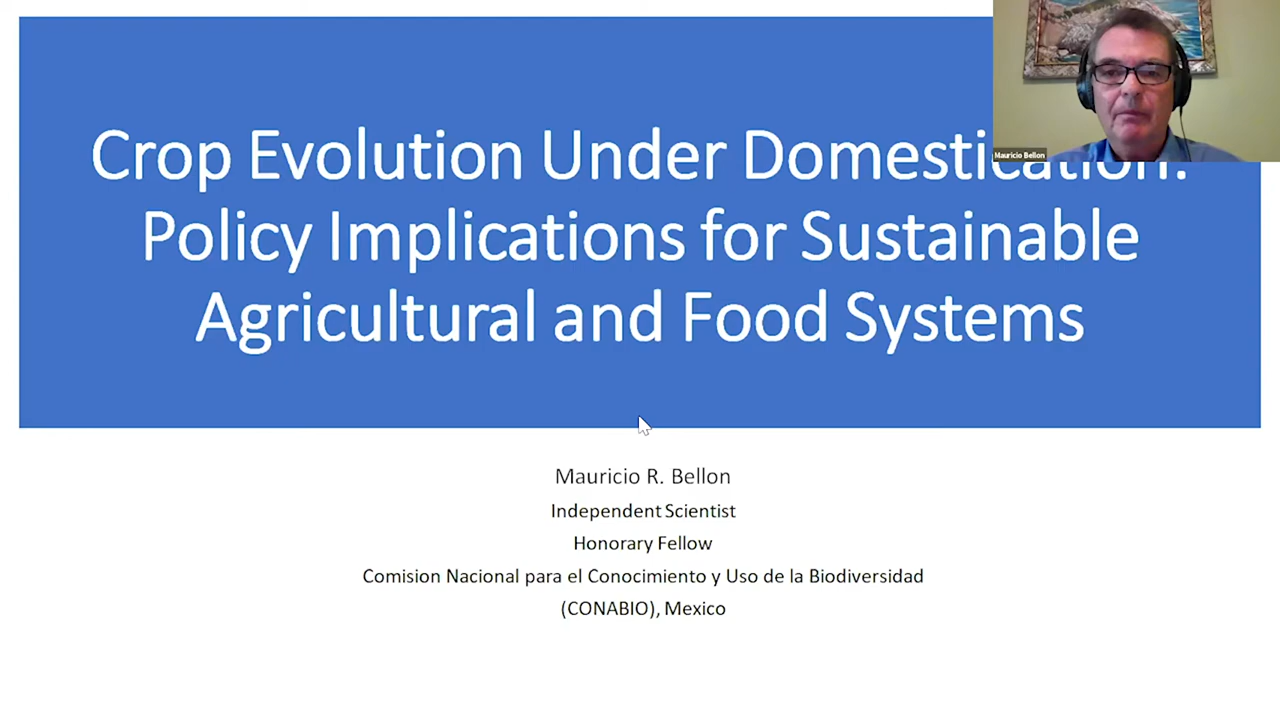 Crop Evolution Under Domestication:
Policy Implications for Sustainable
Agricultural and Food Systems
Mauricio Bellon
Mauricio R. Bellon
Independent Scientist
Honorary Fellow
Comision Nacional para el Conocimiento y Uso de la Biodiversidad
(CONABIO), Mexico